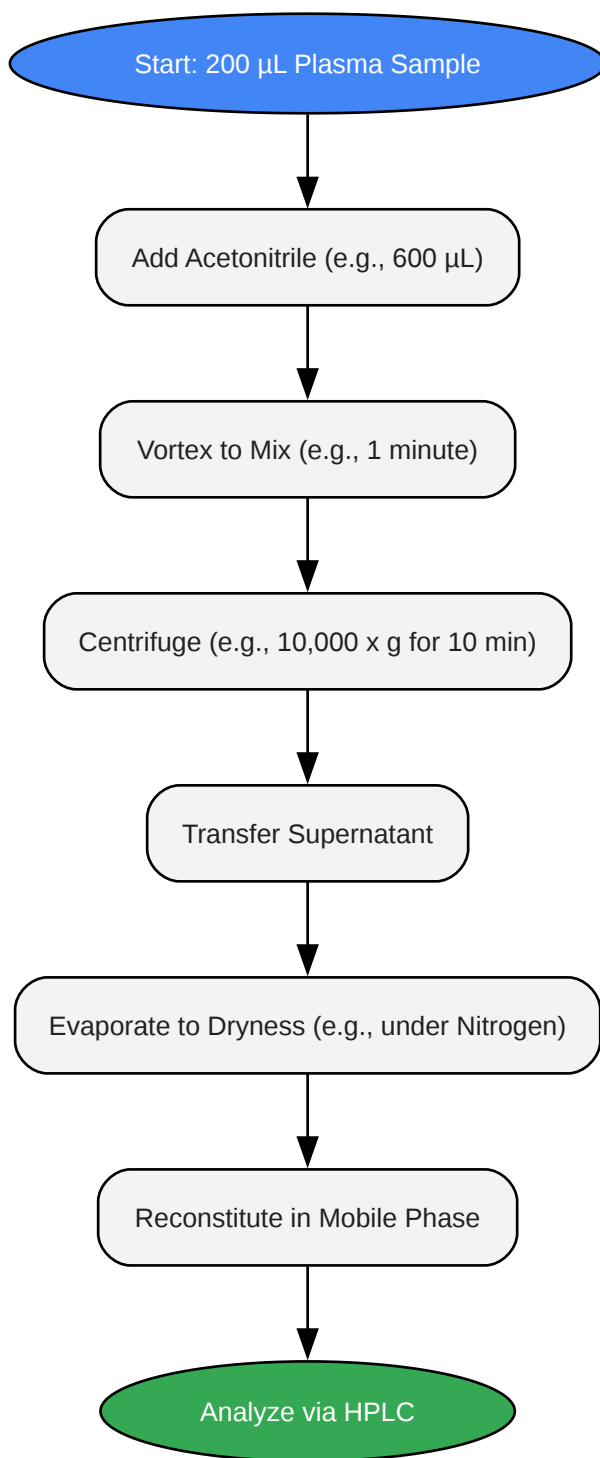 Start: 200 µL Plasma Sample
Add Acetonitrile (e.g., 600 µL)
Vortex to Mix (e.g., 1 minute)
Centrifuge (e.g., 10,000 x g for 10 min)
Transfer Supernatant
Evaporate to Dryness (e.g., under Nitrogen)
Reconstitute in Mobile Phase
Analyze via HPLC